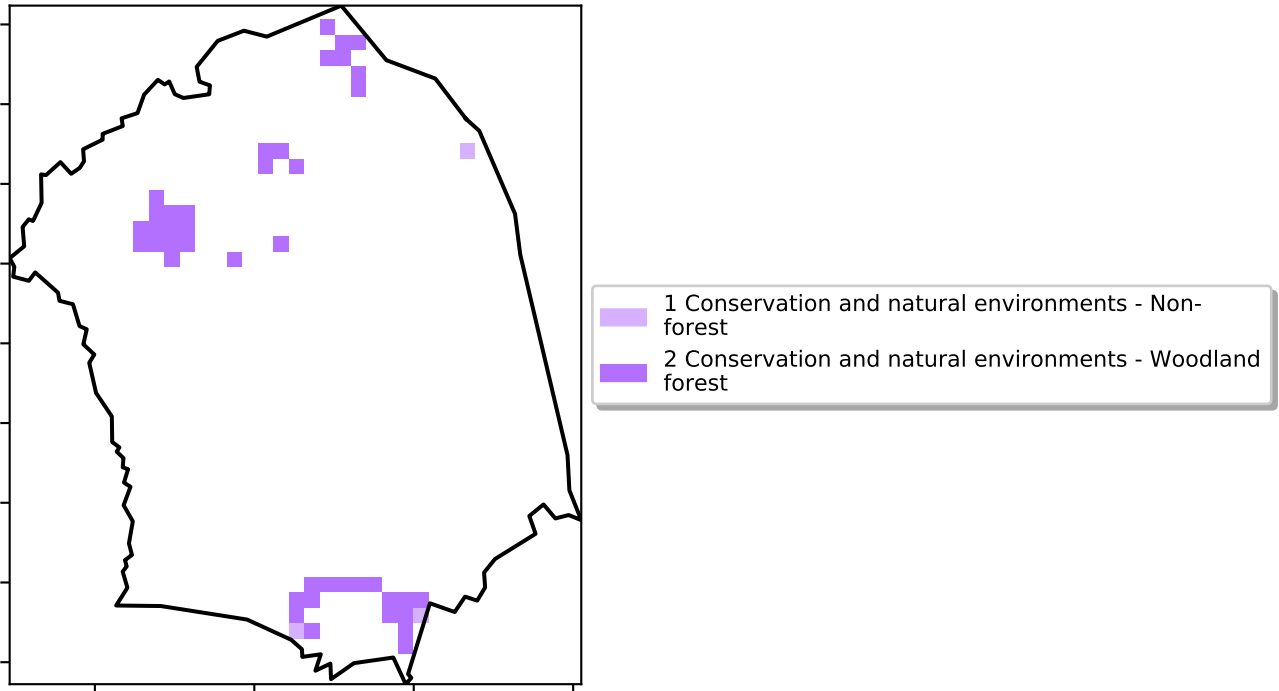 1 Conservation and natural environments - Non-
forest
2 Conservation and natural environments - Woodland
forest